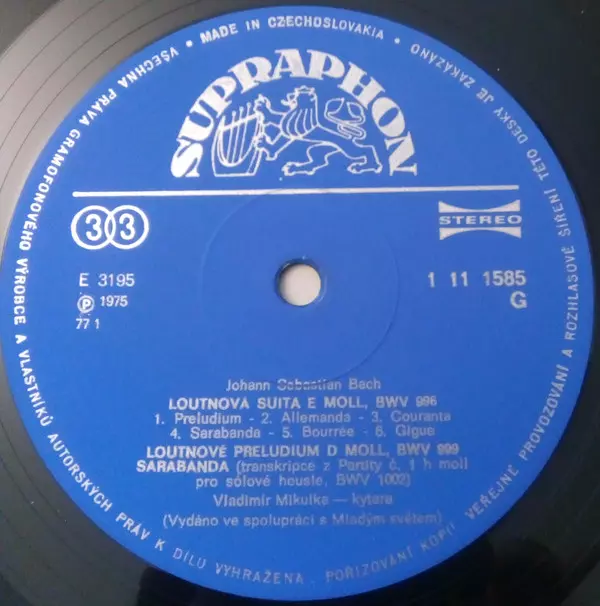 MADE IN CZECHOSLOVAKIA • VŠECHNA PRÁVA GRAMOFONOVÉHO VÝROBCE A VLASTNÍKŮ AUTORSKÝCH PRÁV K DÍLU VYHRAŽENA. POŘIZOVÁNÍ KOPIÍ VEŘEJNÉ PROVOZOVÁNÍ A ROZHLASOVÉ ŠÍŘENÍ TÉTO DESKY JE ZAKÁZÁNO •
SUPRAPHON
33
STEREO
E 3195
1 11 1585
Ⓟ 1975
G
77 1
Johann Sebastian Bach
LOUTNOVÁ SUITA E MOLL, BWV 996
1. Preludium - 2. Allemanda - 3. Couranta
4. Sarabanda - 5. Bourrée - 6. Gigue
LOUTNOVÉ PRELUDIUM D MOLL, BWV 999
SARABANDA (transkripce z Partity č. 1 h moll
pro sólové housle, BWV 1002)
Vladimír Mikulka — kytara
(Vydáno ve spolupráci s Mladým světem)